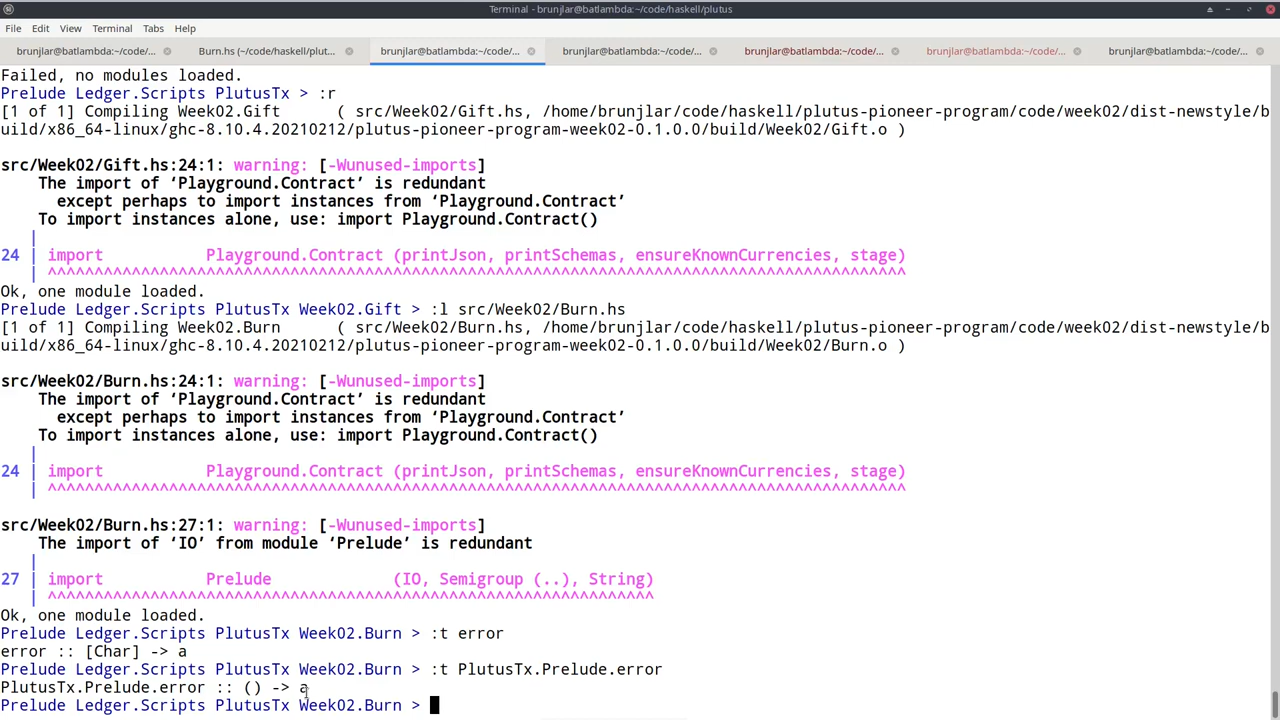 Terminal - brunjlar@batlambda:~/code/haskell/plutus
File Edit View Terminal Tabs Help
brunjlar@batlambda:~/code/... Burn.hs (~/code/haskell/plut... brunjlar@batlambda:~/code/... brunjlar@batlambda:~/code/... brunjlar@batlambda:~/code/... brunjlar@batlambda:~/code/... brunjlar@batlambda:~/code/...
Failed, no modules loaded.
Prelude Ledger.Scripts PlutusTx > :r
[1 of 1] Compiling Week02.Gift      ( src/Week02/Gift.hs, /home/brunjlar/code/haskell/plutus-pioneer-program/code/week02/dist-newstyle/b
uild/x86_64-linux/ghc-8.10.4.20210212/plutus-pioneer-program-week02-0.1.0.0/build/Week02/Gift.o )
src/Week02/Gift.hs:24:1: warning: [-Wunused-imports]
The import of ‘Playground.Contract’ is redundant
except perhaps to import instances from ‘Playground.Contract’
To import instances alone, use: import Playground.Contract()
|
24 | import           Playground.Contract (printJson, printSchemas, ensureKnownCurrencies, stage)
| ^^^^^^^^^^^^^^^^^^^^^^^^^^^^^^^^^^^^^^^^^^^^^^^^^^^^^^^^^^^^^^^^^^^^^^^^^^^^^^^^^^^^^^^^^^^^
Ok, one module loaded.
Prelude Ledger.Scripts PlutusTx Week02.Gift > :l src/Week02/Burn.hs
[1 of 1] Compiling Week02.Burn      ( src/Week02/Burn.hs, /home/brunjlar/code/haskell/plutus-pioneer-program/code/week02/dist-newstyle/b
uild/x86_64-linux/ghc-8.10.4.20210212/plutus-pioneer-program-week02-0.1.0.0/build/Week02/Burn.o )
src/Week02/Burn.hs:24:1: warning: [-Wunused-imports]
The import of ‘Playground.Contract’ is redundant
except perhaps to import instances from ‘Playground.Contract’
To import instances alone, use: import Playground.Contract()
|
24 | import           Playground.Contract (printJson, printSchemas, ensureKnownCurrencies, stage)
| ^^^^^^^^^^^^^^^^^^^^^^^^^^^^^^^^^^^^^^^^^^^^^^^^^^^^^^^^^^^^^^^^^^^^^^^^^^^^^^^^^^^^^^^^^^^^
src/Week02/Burn.hs:27:1: warning: [-Wunused-imports]
The import of ‘IO’ from module ‘Prelude’ is redundant
|
27 | import           Prelude             (IO, Semigroup (..), String)
| ^^^^^^^^^^^^^^^^^^^^^^^^^^^^^^^^^^^^^^^^^^^^^^^^^^^^^^^^^^^^^^^^^
Ok, one module loaded.
Prelude Ledger.Scripts PlutusTx Week02.Burn > :t error
error :: [Char] -> a
Prelude Ledger.Scripts PlutusTx Week02.Burn > :t PlutusTx.Prelude.error
PlutusTx.Prelude.error :: () -> a
Prelude Ledger.Scripts PlutusTx Week02.Burn >